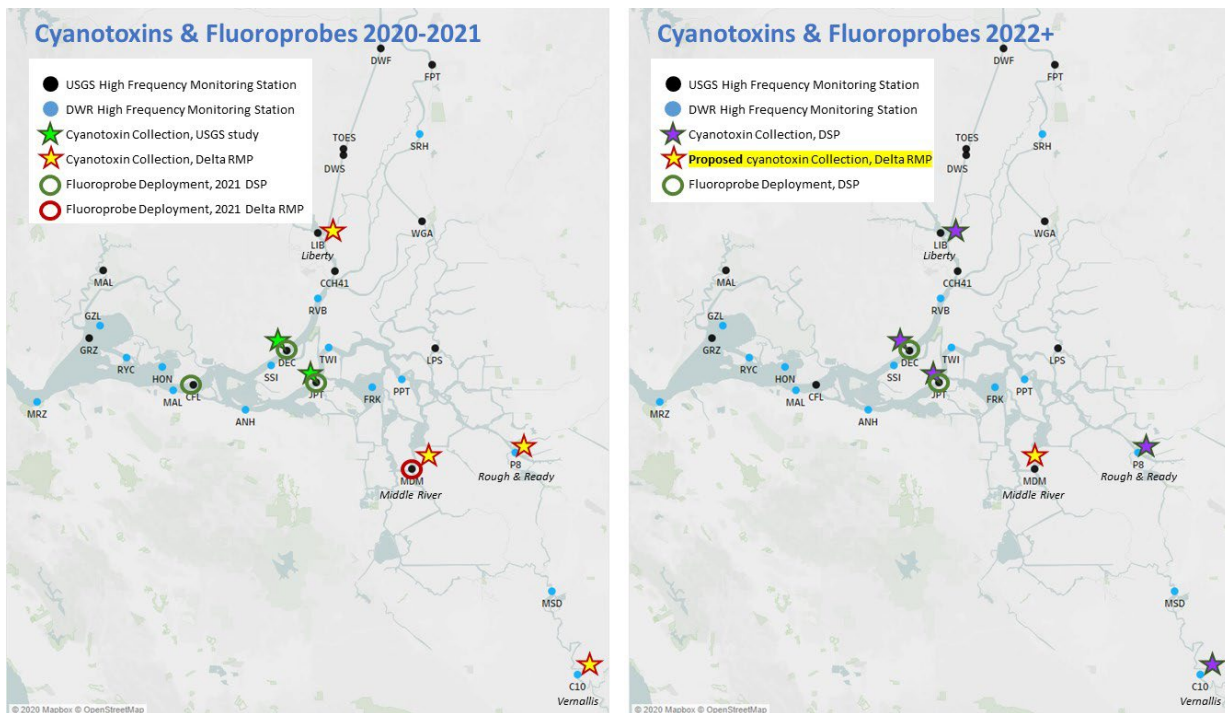 Cyanotoxins & Fluoroprobes 2020-2021
USGS High Frequency Monitoring Station
DWR High Frequency Monitoring Station
Cyanotoxin Collection, USGS study
Cyanotoxin Collection, Delta RMP
Fluoroprobe Deployment, 2021 DSP
Fluoroprobe Deployment, 2021 Delta RMP
DWF
FPT
SRH
TOES
DWS
WGA
LIB
Liberty
MAL
CCH41
RVB
GZL
GRZ
RYC
HON
MAL
CFL
DEC
SSI
TWI
LPS
JPT
FRK
PPT
MRZ
ANH
P8
Rough & Ready
MDM
Middle River
MSD
C10
Vernallis
© 2020 Mapbox © OpenStreetMap
Cyanotoxins & Fluoroprobes 2022+
USGS High Frequency Monitoring Station
DWR High Frequency Monitoring Station
Cyanotoxin Collection, DSP
Proposed cyanotoxin Collection, Delta RMP
Fluoroprobe Deployment, DSP
DWF
FPT
SRH
TOES
DWS
WGA
LIB
Liberty
MAL
CCH41
RVB
GZL
GRZ
RYC
HON
MAL
CFL
DEC
SSI
TWI
LPS
JPT
FRK
PPT
MRZ
ANH
P8
Rough & Ready
MDM
Middle River
MSD
C10
Vernallis
© 2020 Mapbox © OpenStreetMap